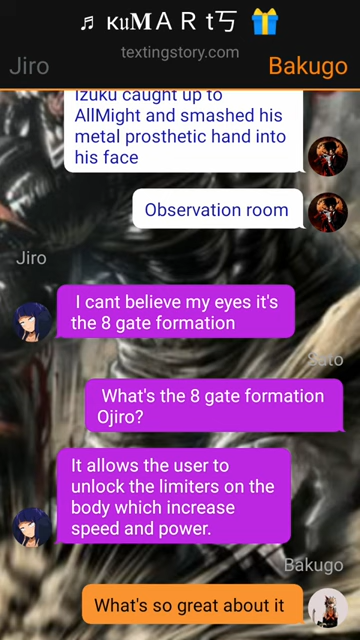 ♬ ĸu𝐌ＡＲt丂 🎁
textingstory.com
Jiro
Bakugo
Izuku caught up to
AllMight and smashed his
metal prosthetic hand into
his face
Observation room
Jiro
I cant believe my eyes it's
the 8 gate formation
Sato
What's the 8 gate formation
Ojiro?
It allows the user to
unlock the limiters on the
body which increase
speed and power.
Bakugo
What's so great about it